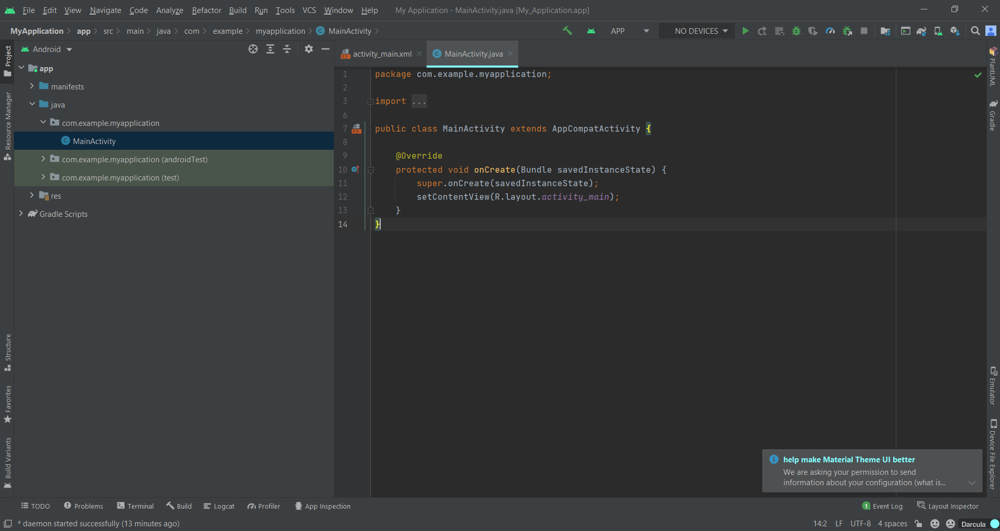 File Edit View Navigate Code Analyze Refactor Build Run Tools VCS Window Help My Application - MainActivity.java [My_Application.app]
MyApplication app src main java com example myapplication MainActivity APP NO DEVICES
Project
Resource Manager
Structure
Favorites
Build Variants
Android
app
manifests
java
com.example.myapplication
MainActivity
com.example.myapplication (androidTest)
com.example.myapplication (test)
res
Gradle Scripts
activity_main.xml MainActivity.java
1 package com.example.myapplication;
2
3 import ...
6
7 public class MainActivity extends AppCompatActivity {
8
9 @Override
10 protected void onCreate(Bundle savedInstanceState) {
11 super.onCreate(savedInstanceState);
12 setContentView(R.layout.activity_main);
13 }
14 }
PlantUML
Gradle
Emulator
Device File Explorer
help make Material Theme UI better
We are asking your permission to send
information about your configuration (what is...
TODO Problems Terminal Build Logcat Profiler App Inspection 1 Event Log Layout Inspector
* daemon started successfully (13 minutes ago) 14:2 LF UTF-8 4 spaces Darcula